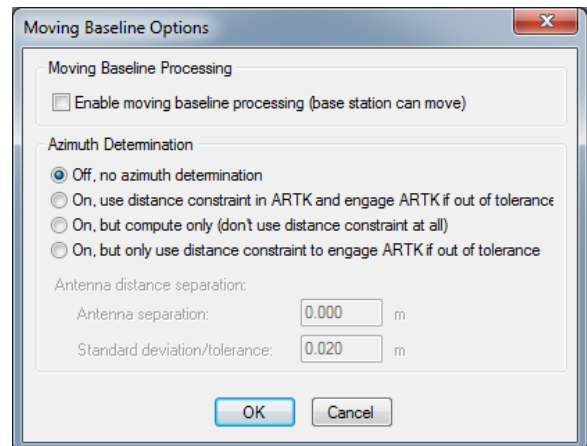 Moving Baseline Options
Moving Baseline Processing
Enable moving baseline processing (base station can move)
Azimuth Determination
Off, no azimuth determination
On, use distance constraint in ARTK and engage ARTK if out of tolerance
On, but compute only (don't use distance constraint at all)
On, but only use distance constraint to engage ARTK if out of tolerance
Antenna distance separation:
Antenna separation: 0.000 m
Standard deviation/tolerance: 0.020 m
OK Cancel